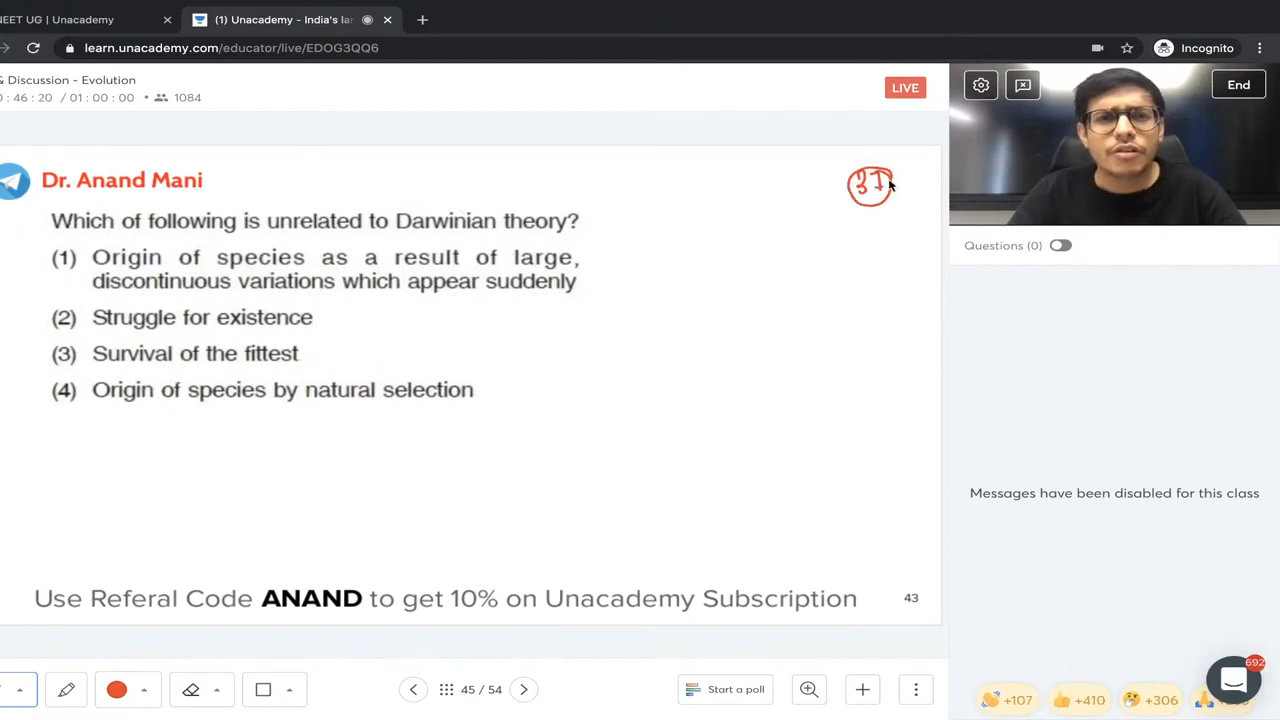 NEET UG | Unacademy
(1) Unacademy - India's lar
learn.unacademy.com/educator/live/EDOG3QQ6
Incognito
& Discussion - Evolution
0 : 46 : 20 / 01 : 00 : 00 • 1084
LIVE
End
Dr. Anand Mani
37
Which of following is unrelated to Darwinian theory?
(1) Origin of species as a result of large,
discontinuous variations which appear suddenly
(2) Struggle for existence
(3) Survival of the fittest
(4) Origin of species by natural selection
Questions (0)
Messages have been disabled for this class
Use Referal Code ANAND to get 10% on Unacademy Subscription
43
45 / 54
Start a poll
692
+107
+410
+306